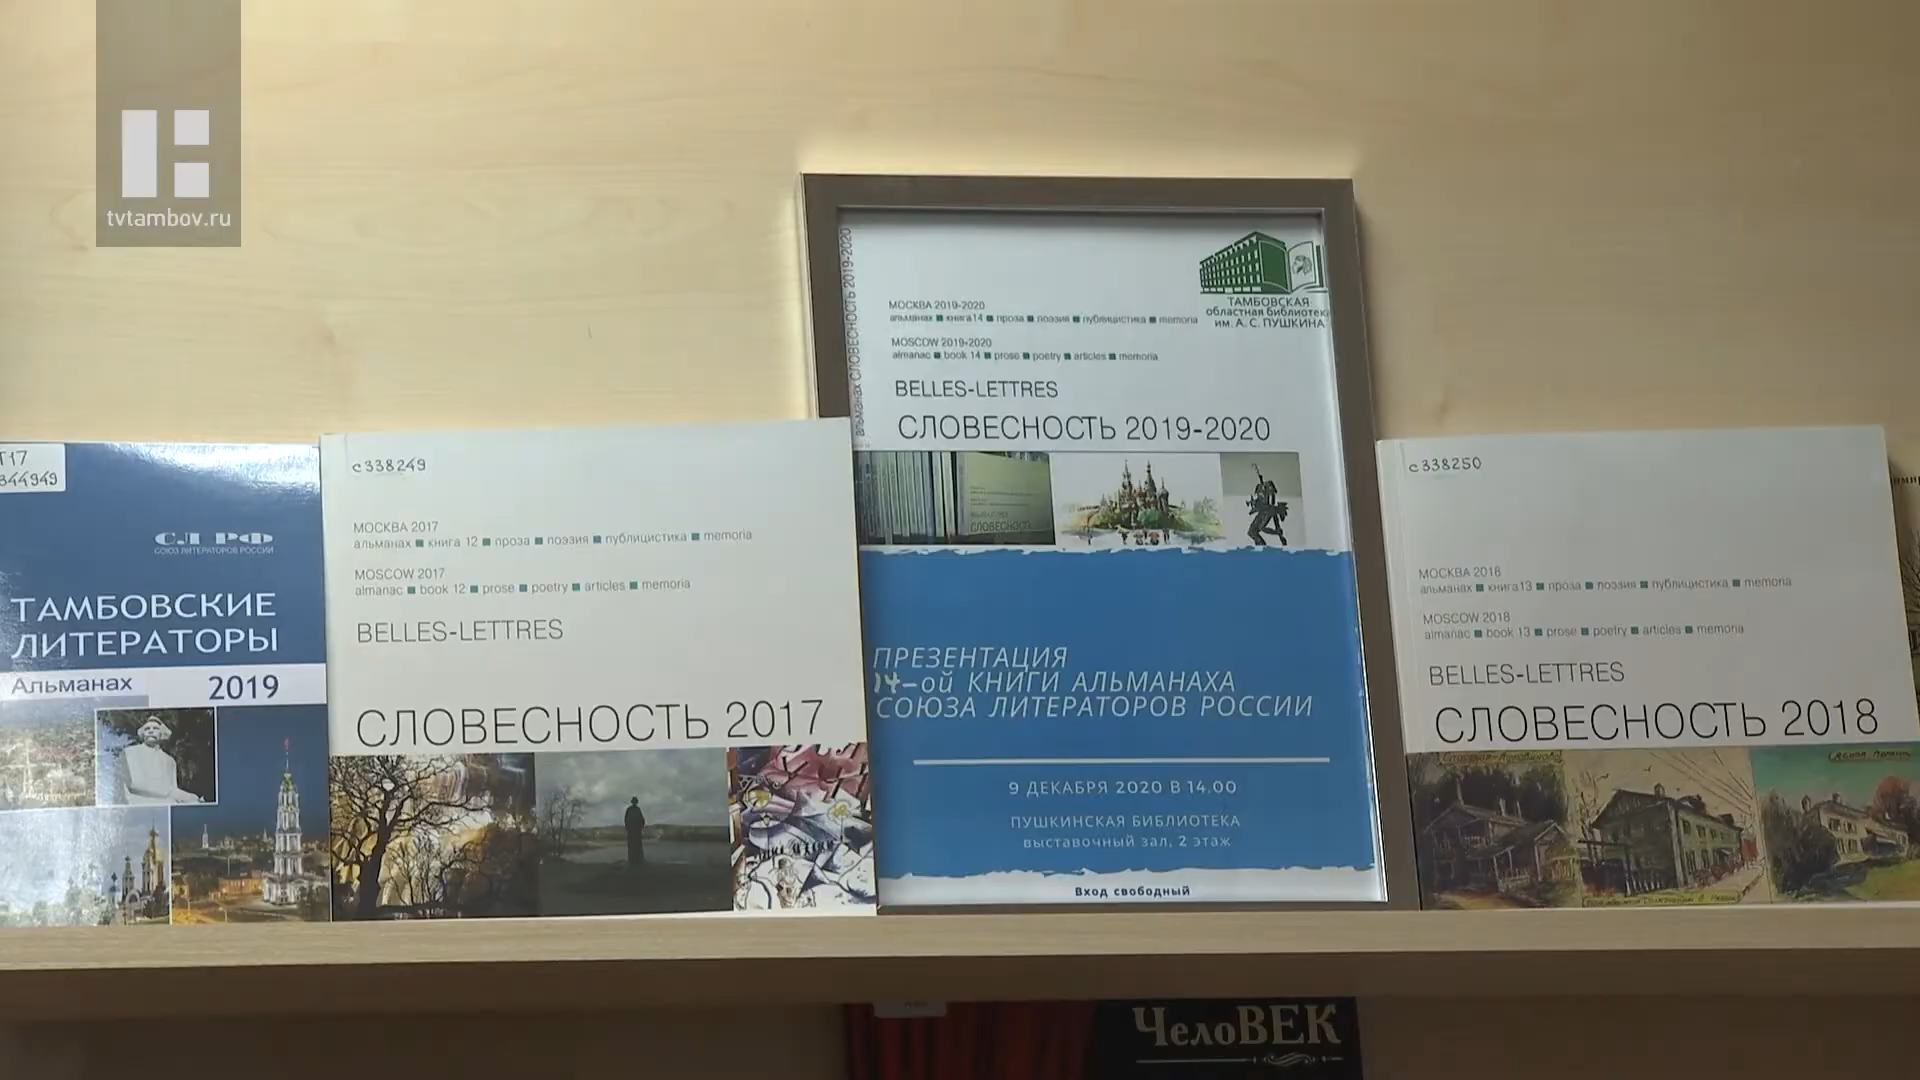 tvtambov.ru
Т17
344949
СЛ РФ
СОЮЗ ЛИТЕРАТОРОВ РОССИИ
ТАМБОВСКИЕ
ЛИТЕРАТОРЫ
Альманах 2019
с338249
МОСКВА 2017
альманах ■ книга 12 ■ проза ■ поэзия ■ публицистика ■ memoria
MOSCOW 2017
almanac ■ book 12 ■ prose ■ poetry ■ articles ■ memoria
BELLES-LETTRES
СЛОВЕСНОСТЬ 2017
альманах СЛОВЕСНОСТЬ 2019-2020
ТАМБОВСКАЯ
областная библиотека
им. А. С. ПУШКИНА
МОСКВА 2019-2020
альманах ■ книга14 ■ проза ■ поэзия ■ публицистика ■ memoria
MOSCOW 2019-2020
almanac ■ book 14 ■ prose ■ poetry ■ articles ■ memoria
BELLES-LETTRES
СЛОВЕСНОСТЬ 2019-2020
СЛОВЕСНОСТЬ
ПРЕЗЕНТАЦИЯ
14-ой КНИГИ АЛЬМАНАХА
СОЮЗА ЛИТЕРАТОРОВ РОССИИ
9 ДЕКАБРЯ 2020 В 14.00
ПУШКИНСКАЯ БИБЛИОТЕКА
выставочный зал, 2 этаж
Вход свободный
с338250
МОСКВА 2018
альманах ■ книга13 ■ проза ■ поэзия ■ публицистика ■ memoria
MOSCOW 2018
almanac ■ book 13 ■ prose ■ poetry ■ articles ■ memoria
BELLES-LETTRES
СЛОВЕСНОСТЬ 2018
ЧелоВЕК